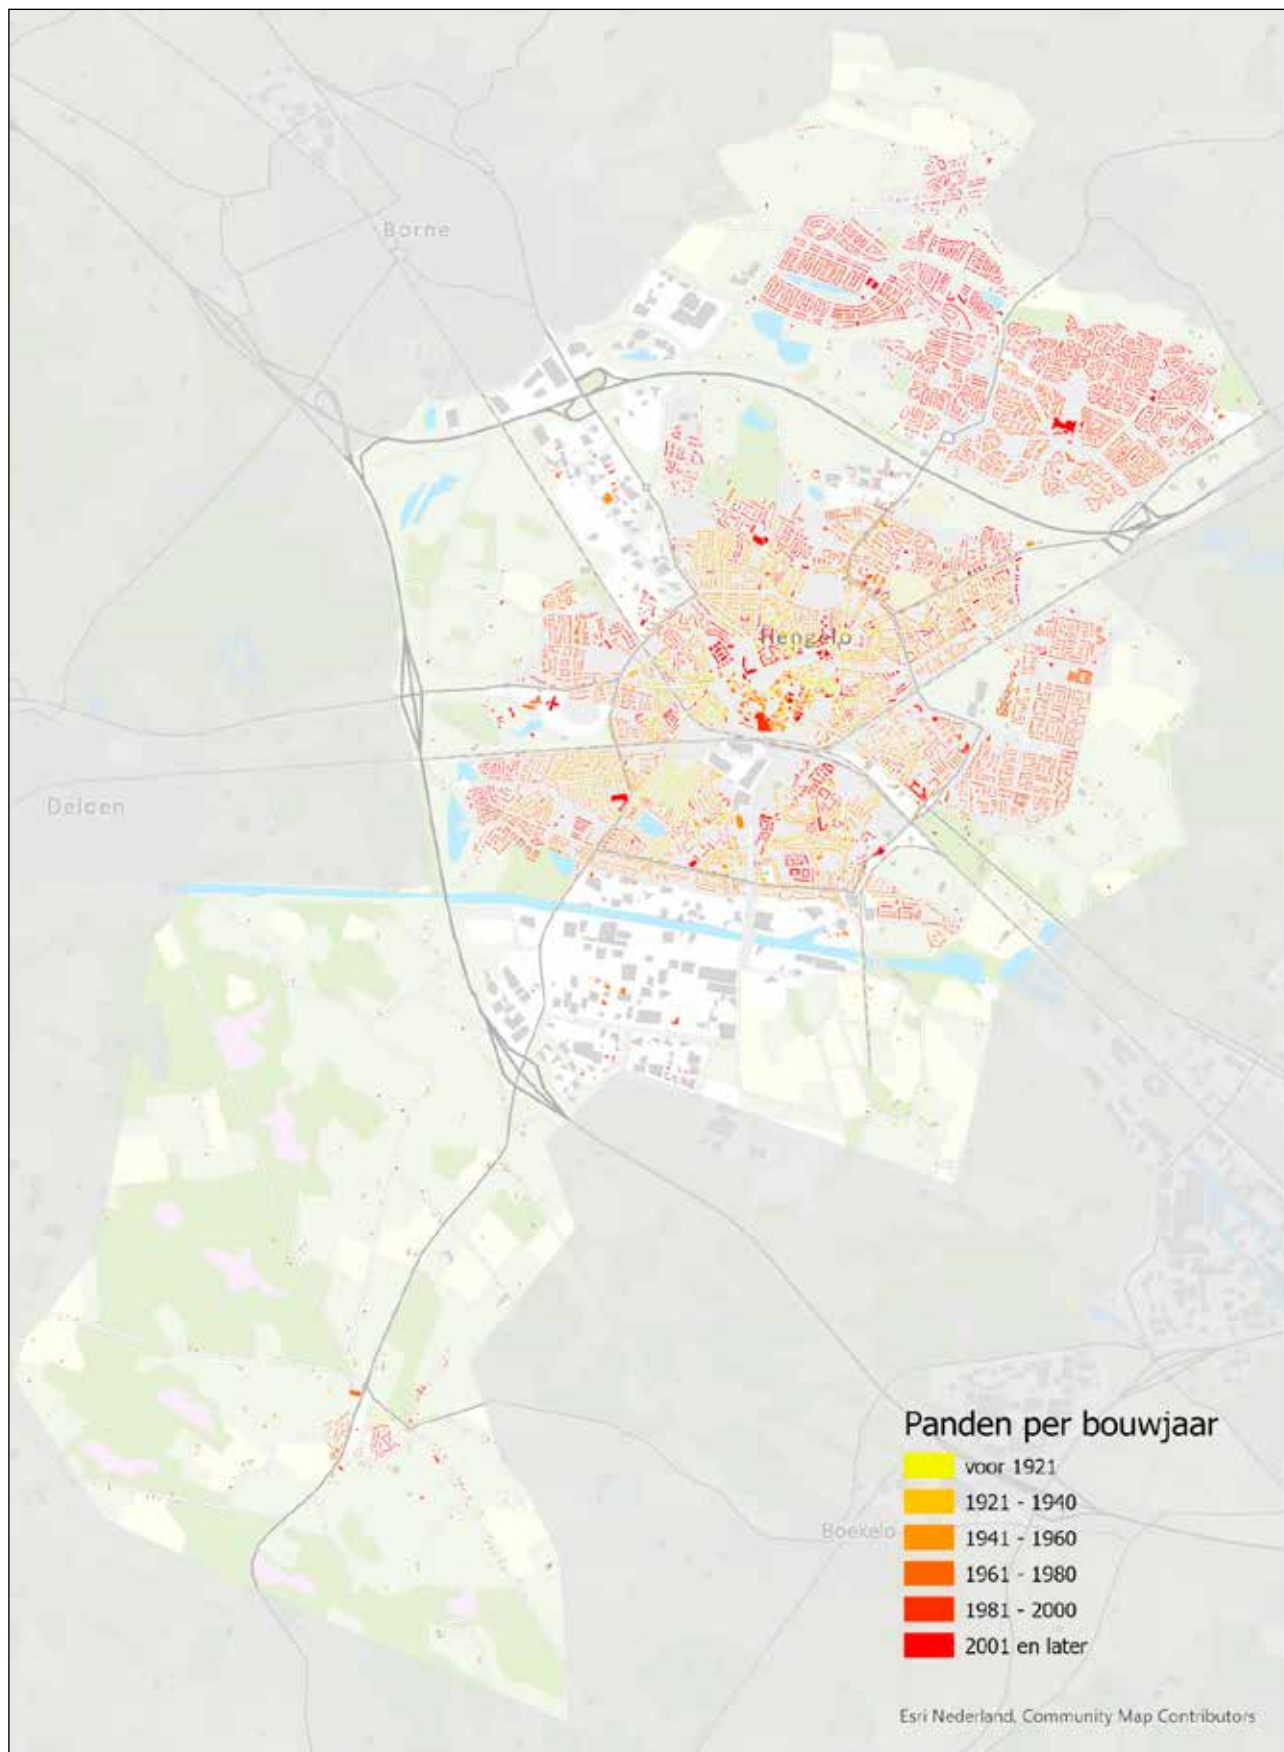 Borne
Hengelo
Delden
Panden per bouwjaar
voor 1921
1921 - 1940
1941 - 1960
1961 - 1980
1981 - 2000
2001 en later
Boekelo
Esri Nederland, Community Map Contributors